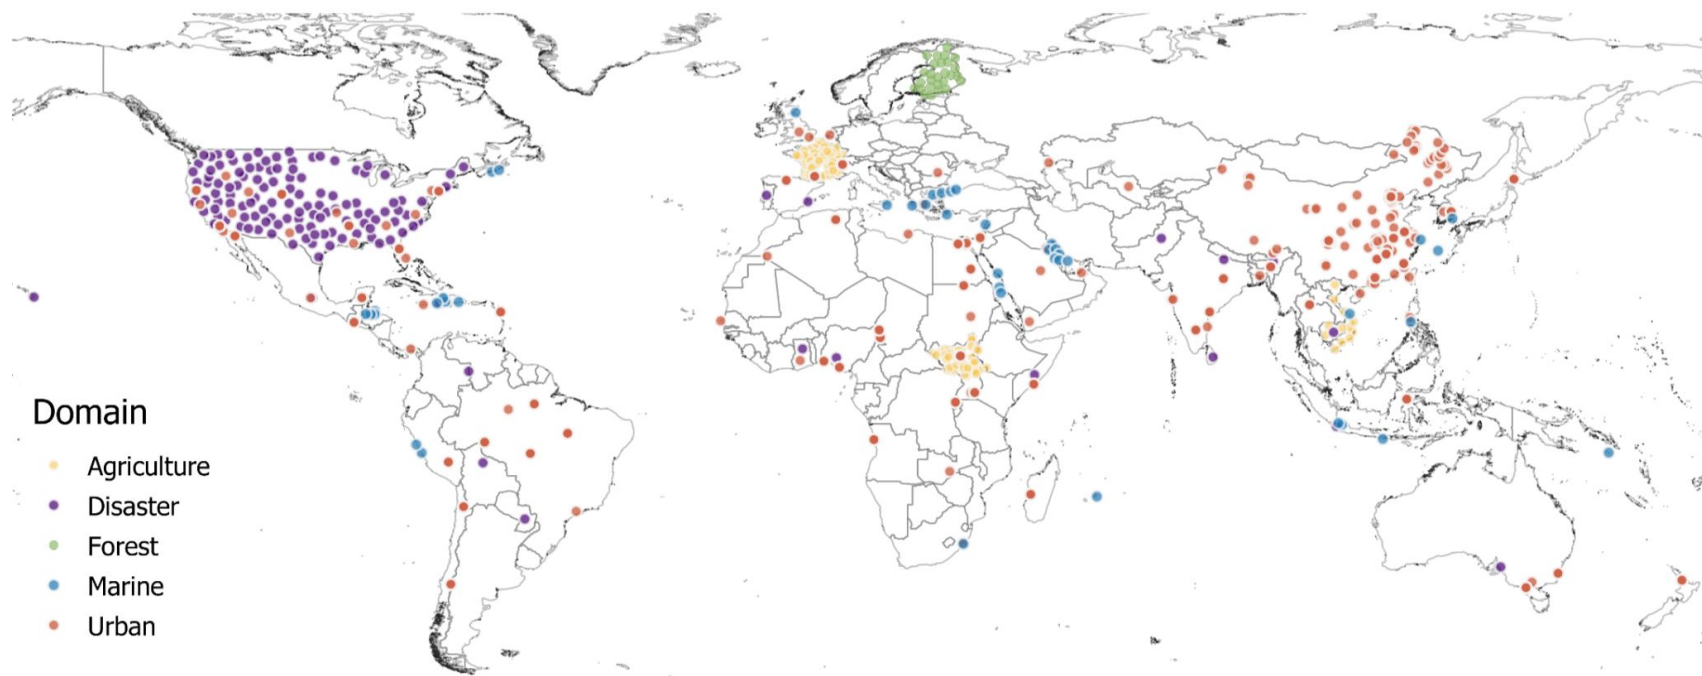 Domain
Agriculture
Disaster
Forest
Marine
Urban